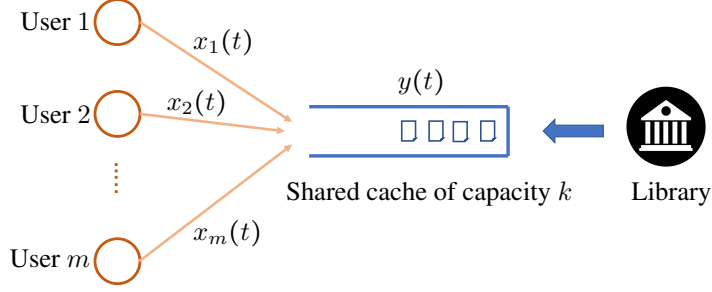 User 1
x₁(t)
y(t)
User 2
x₂(t)
Shared cache of capacity k
Library
xₘ(t)
User m